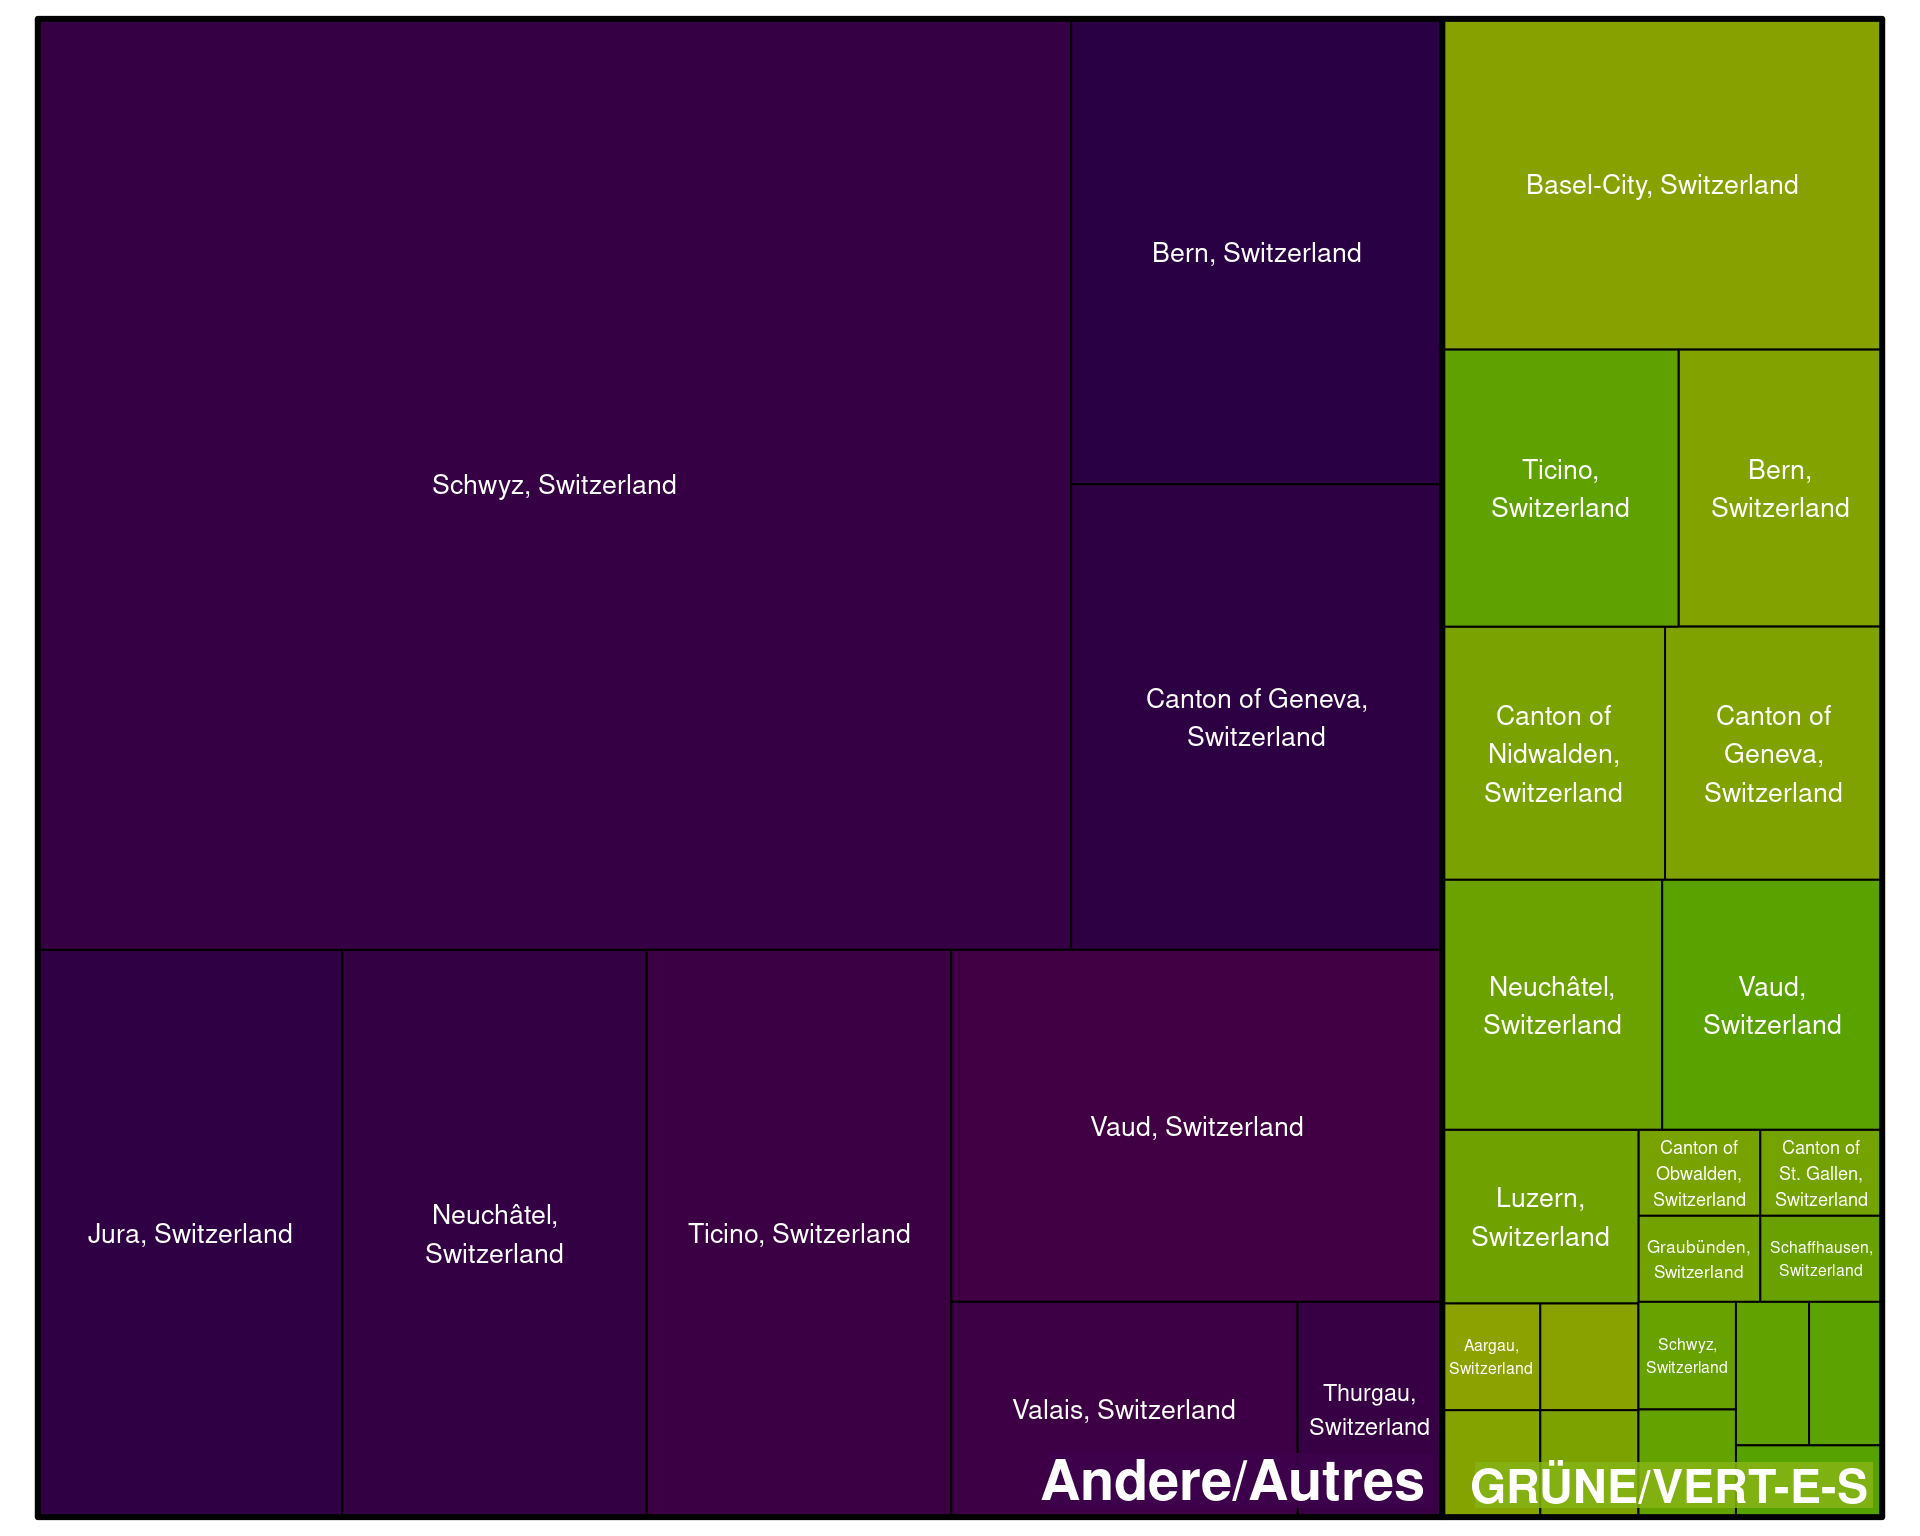 Schwyz, Switzerland
Bern, Switzerland
Canton of Geneva,
Switzerland
Jura, Switzerland
Neuchâtel,
Switzerland
Ticino, Switzerland
Vaud, Switzerland
Valais, Switzerland
Thurgau,
Switzerland
Andere/Autres
Basel-City, Switzerland
Ticino,
Switzerland
Bern,
Switzerland
Canton of
Nidwalden,
Switzerland
Canton of
Geneva,
Switzerland
Neuchâtel,
Switzerland
Vaud,
Switzerland
Luzern,
Switzerland
Canton of
Obwalden,
Switzerland
Canton of
St. Gallen,
Switzerland
Graubünden,
Switzerland
Schaffhausen,
Switzerland
Aargau,
Switzerland
Schwyz,
Switzerland
GRÜNE/VERT-E-S